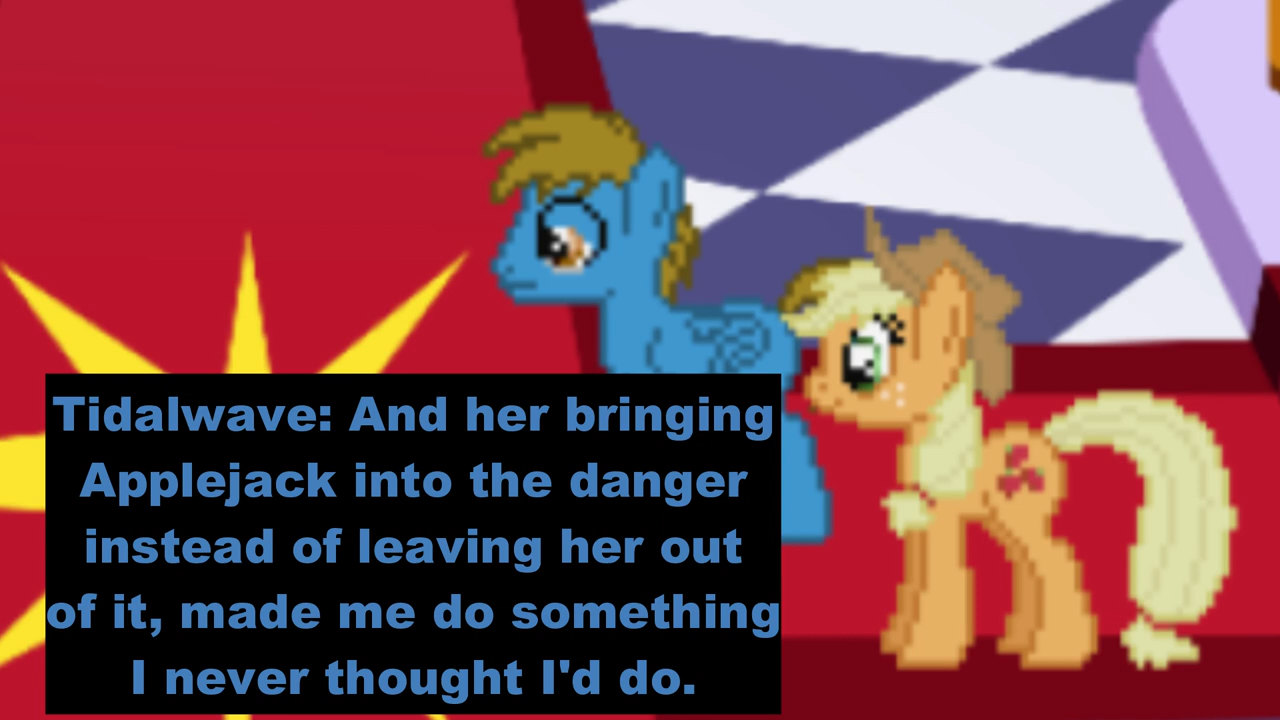 Tidalwave: And her bringing
Applejack into the danger
instead of leaving her out
of it, made me do something
I never thought I'd do.